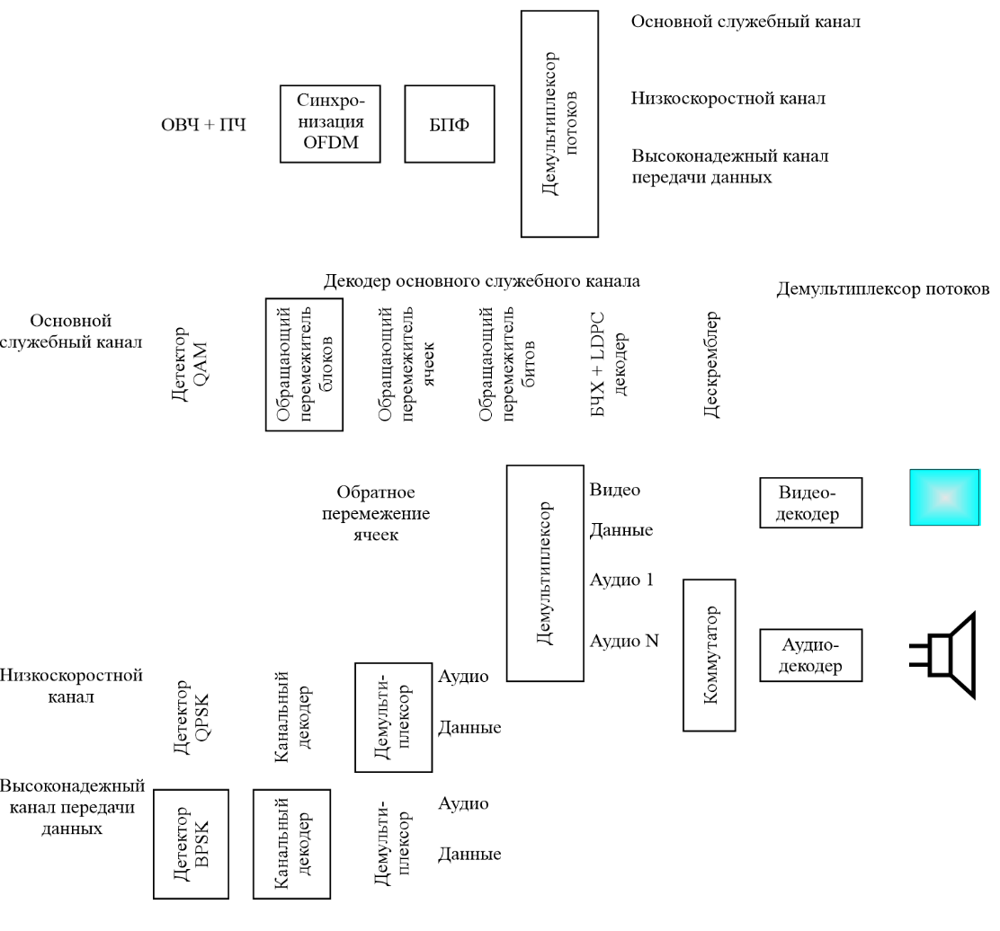 Основной служебный канал
Синхро-
низация
OFDM
ОВЧ + ПЧ
БПФ
Демультиплексор
потоков
Низкоскоростной канал
Высоконадежный канал
передачи данных
Декодер основного служебного канала
Демультиплексор потоков
Основной
служебный канал
Детектор
QAM
Обращающий
перемежитель
блоков
Обращающий
перемежитель
ячеек
Обращающий
перемежитель
битов
БЧХ + LDPC
декодер
Дескремблер
Обратное
перемежение
ячеек
Демультиплексор
Видео
Данные
Аудио 1
Аудио N
Видео-
декодер
Коммутатор
Аудио-
декодер
Низкоскоростной
канал
Детектор
QPSK
Канальный
декодер
Демульти-
плексор
Аудио
Данные
Высоконадежный
канал передачи
данных
Детектор
BPSK
Канальный
декодер
Демульти-
плексор
Аудио
Данные